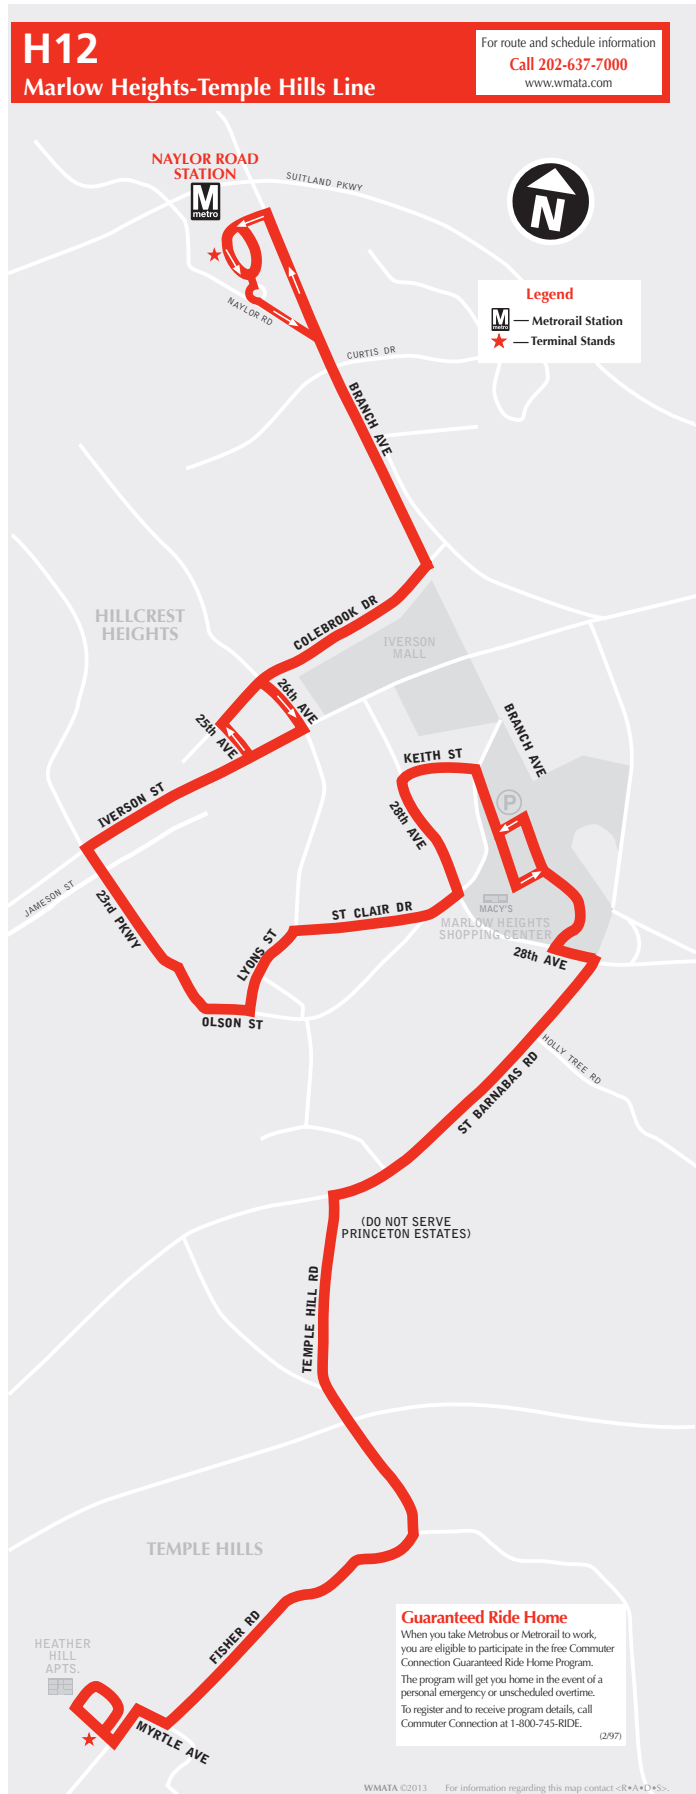 H12
Marlow Heights-Temple Hills Line
For route and schedule information
Call 202-637-7000
www.wmata.com
NAYLOR ROAD
STATION
M
metro
SUITLAND PKWY
N
NAYLOR RD
Legend
M
metro
— Metrorail Station
— Terminal Stands
CURTIS DR
BRANCH AVE
HILLCREST
HEIGHTS
COLEBROOK DR
IVERSON
MALL
26th AVE
25th AVE
BRANCH AVE
KEITH ST
IVERSON ST
28th AVE
P
JAMESON ST
23rd PKWY
MACY'S
ST CLAIR DR
MARLOW HEIGHTS
SHOPPING CENTER
LYONS ST
28th AVE
OLSON ST
HOLLY TREE RD
ST BARNABAS RD
(DO NOT SERVE
PRINCETON ESTATES)
TEMPLE HILL RD
TEMPLE HILLS
FISHER RD
HEATHER
HILL
APTS.
MYRTLE AVE
Guaranteed Ride Home
When you take Metrobus or Metrorail to work,
you are eligible to participate in the free Commuter
Connection Guaranteed Ride Home Program.
The program will get you home in the event of a
personal emergency or unscheduled overtime.
To register and to receive program details, call
Commuter Connection at 1-800-745-RIDE.
(2/97)
WMATA ©2013 For information regarding this map contact <R•A•D•S>.